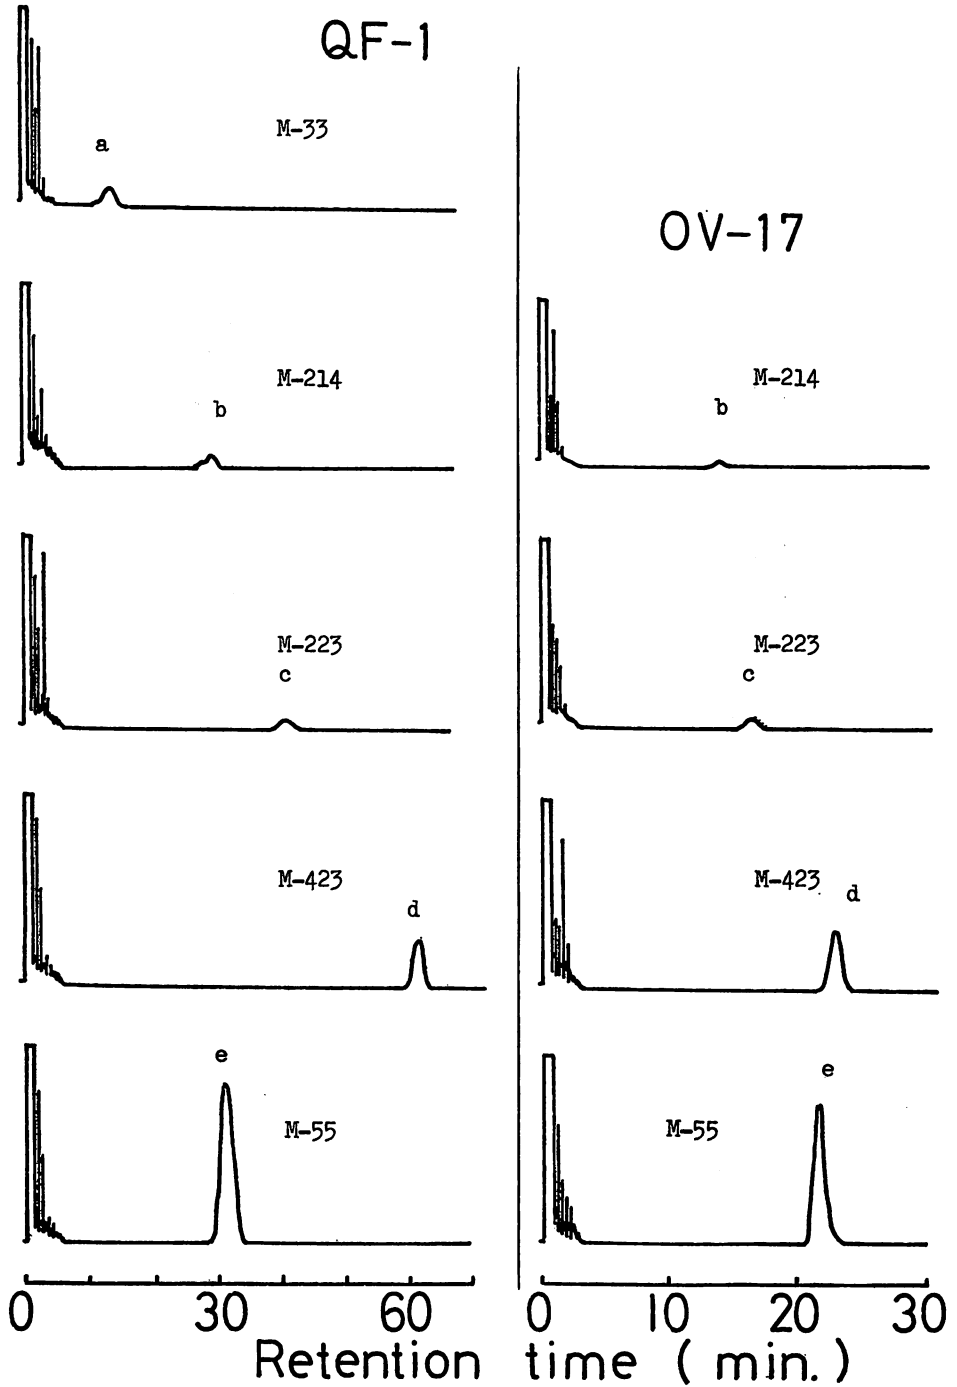 QF-1
M-33
a
M-214
b
M-223
c
M-423
d
e
M-55
0 30 60
OV-17
M-214
b
M-223
c
M-423
d
e
M-55
0 10 20 30
Retention time ( min. )